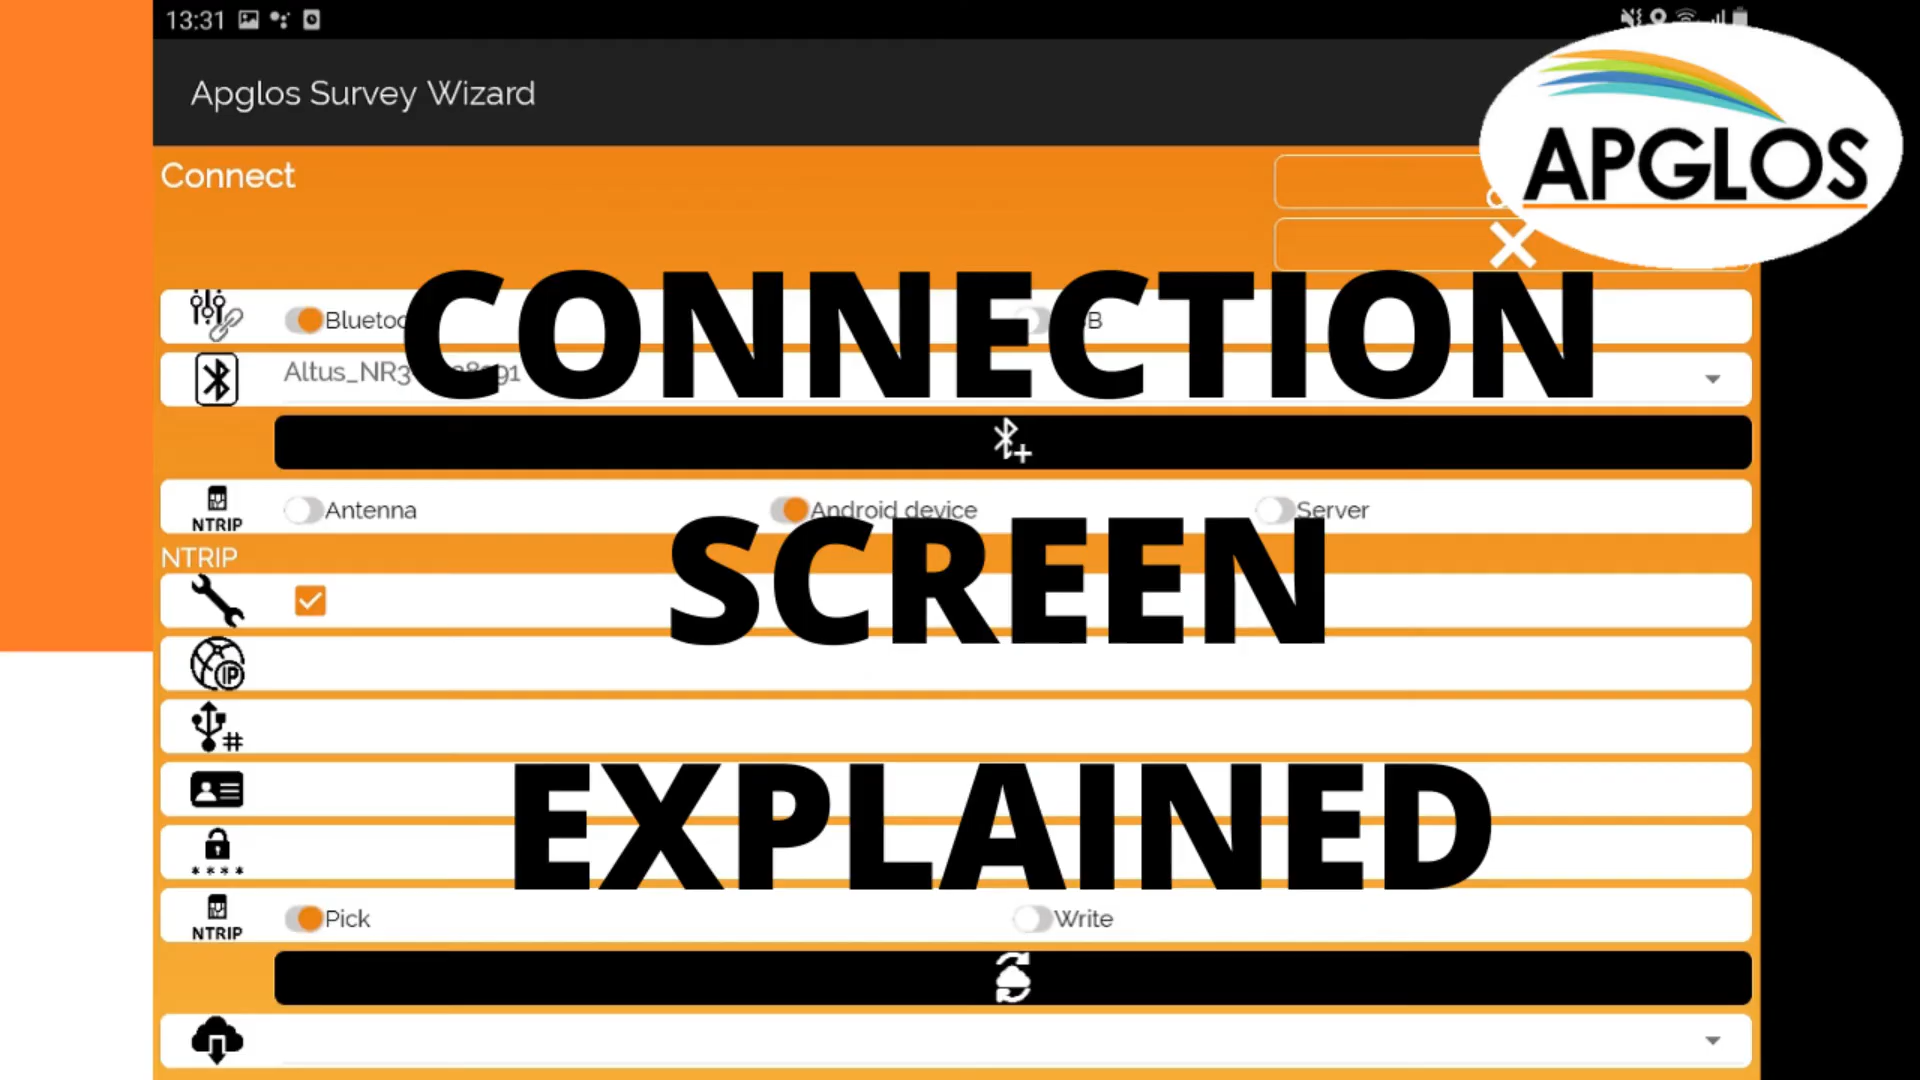 13:31
Apglos Survey Wizard
APGLOS
Connect
CONNECTION
SCREEN
EXPLAINED
Antenna
Android device
Server
NTRIP
NTRIP
IP
#
****
NTRIP
Pick
Write